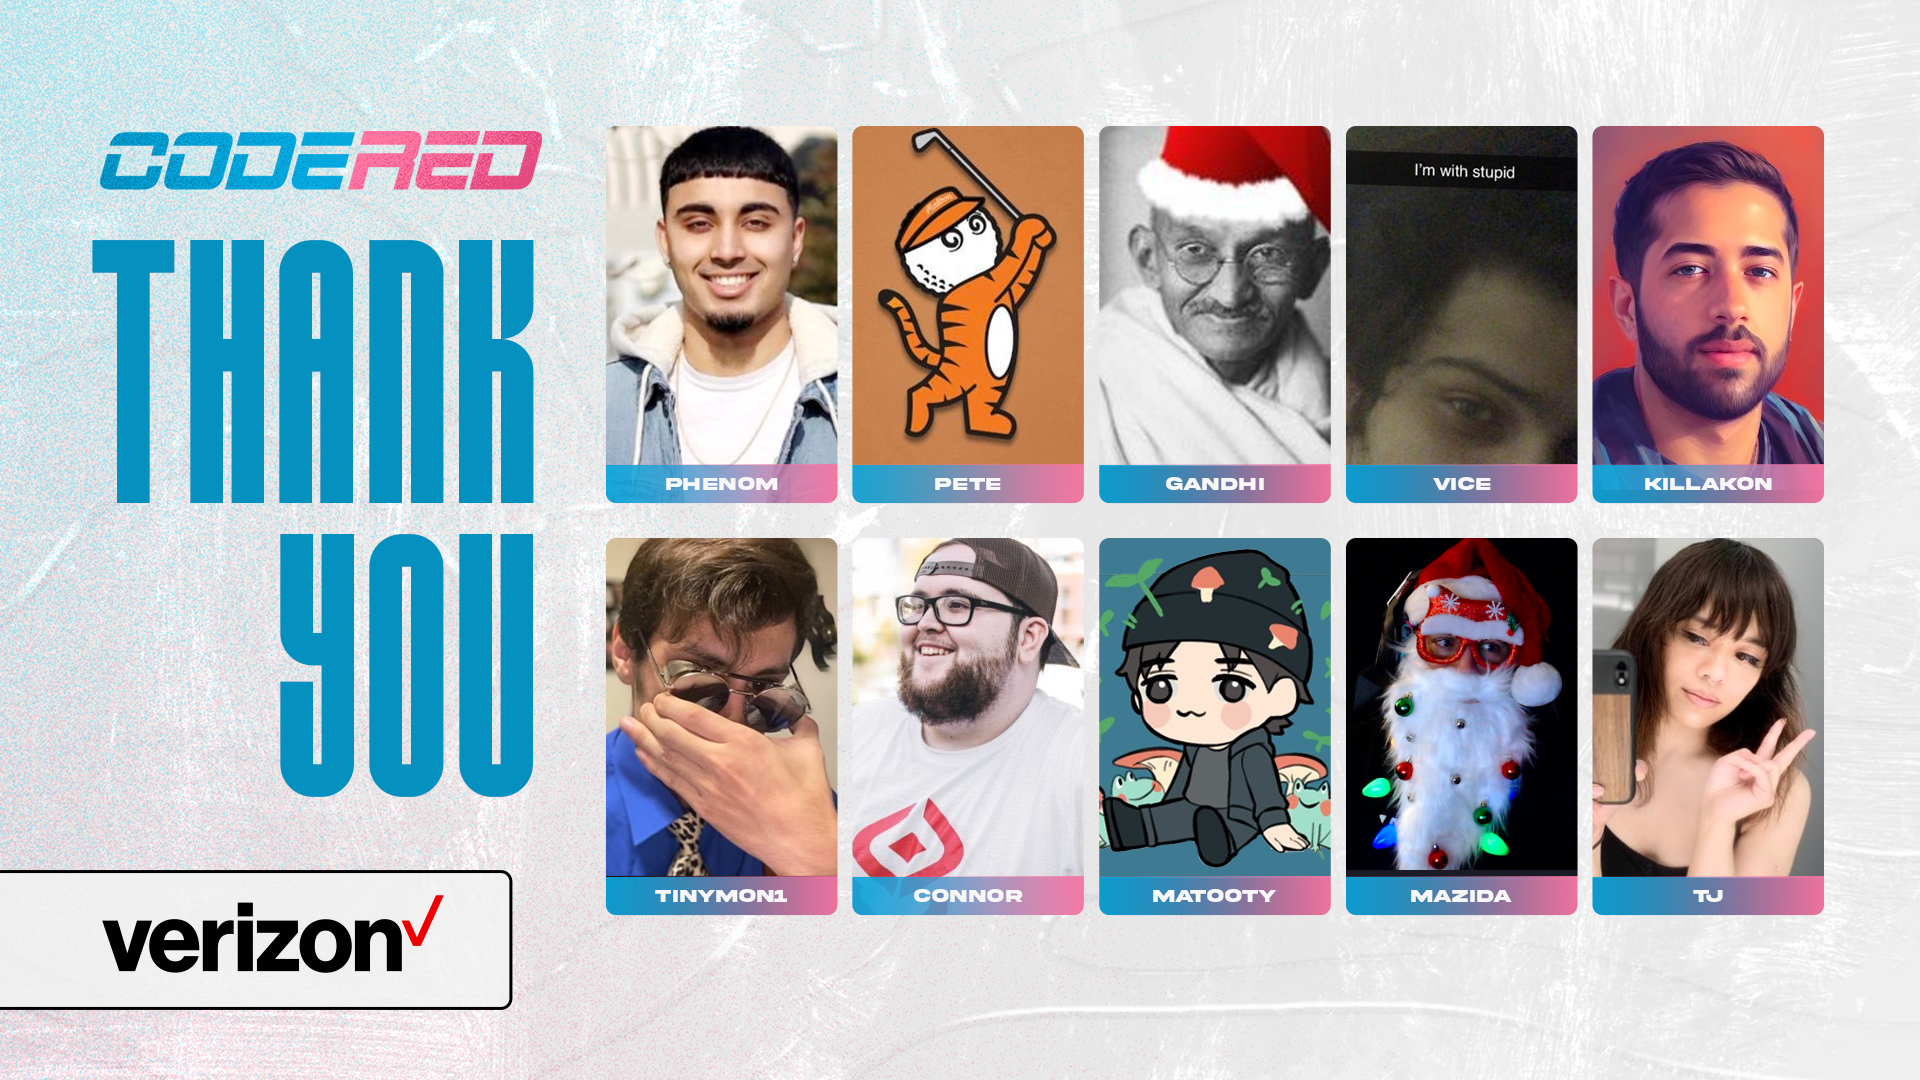 CODERED
THANK
YOU
verizon
I'm with stupid
PHENOM
PETE
GANDHI
VICE
KILLAKON
TINYMON1
CONNOR
MATOOTY
MAZIDA
TJ